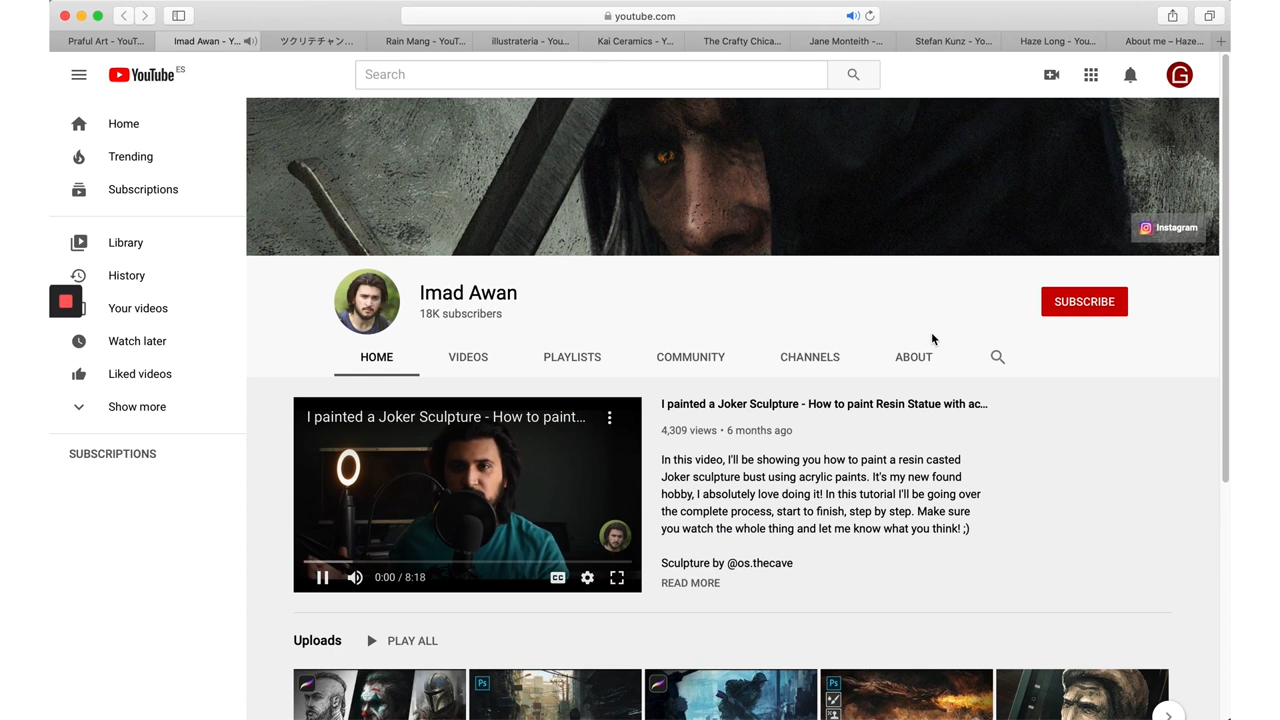 youtube.com
Praful Art - YouT...
Imad Awan - Y...
ツクリテチャン...
Rain Mang - YouT...
illustrateria - You...
Kai Ceramics - Y...
The Crafty Chica...
Jane Monteith -...
Stefan Kunz - Yo...
Haze Long - You...
About me – Haze...
YouTube ES
Search
G
Home
Trending
Subscriptions
Library
History
Your videos
Watch later
Liked videos
Show more
SUBSCRIPTIONS
Instagram
Imad Awan
18K subscribers
SUBSCRIBE
HOME
VIDEOS
PLAYLISTS
COMMUNITY
CHANNELS
ABOUT
I painted a Joker Sculpture - How to paint...
CC
0:00 / 8:18
I painted a Joker Sculpture - How to paint Resin Statue with ac...
4,309 views • 6 months ago
In this video, I'll be showing you how to paint a resin casted
Joker sculpture bust using acrylic paints. It's my new found
hobby, I absolutely love doing it! In this tutorial I'll be going over
the complete process, start to finish, step by step. Make sure
you watch the whole thing and let me know what you think! ;)
Sculpture by @os.thecave
READ MORE
Uploads
PLAY ALL
Ps
Ps